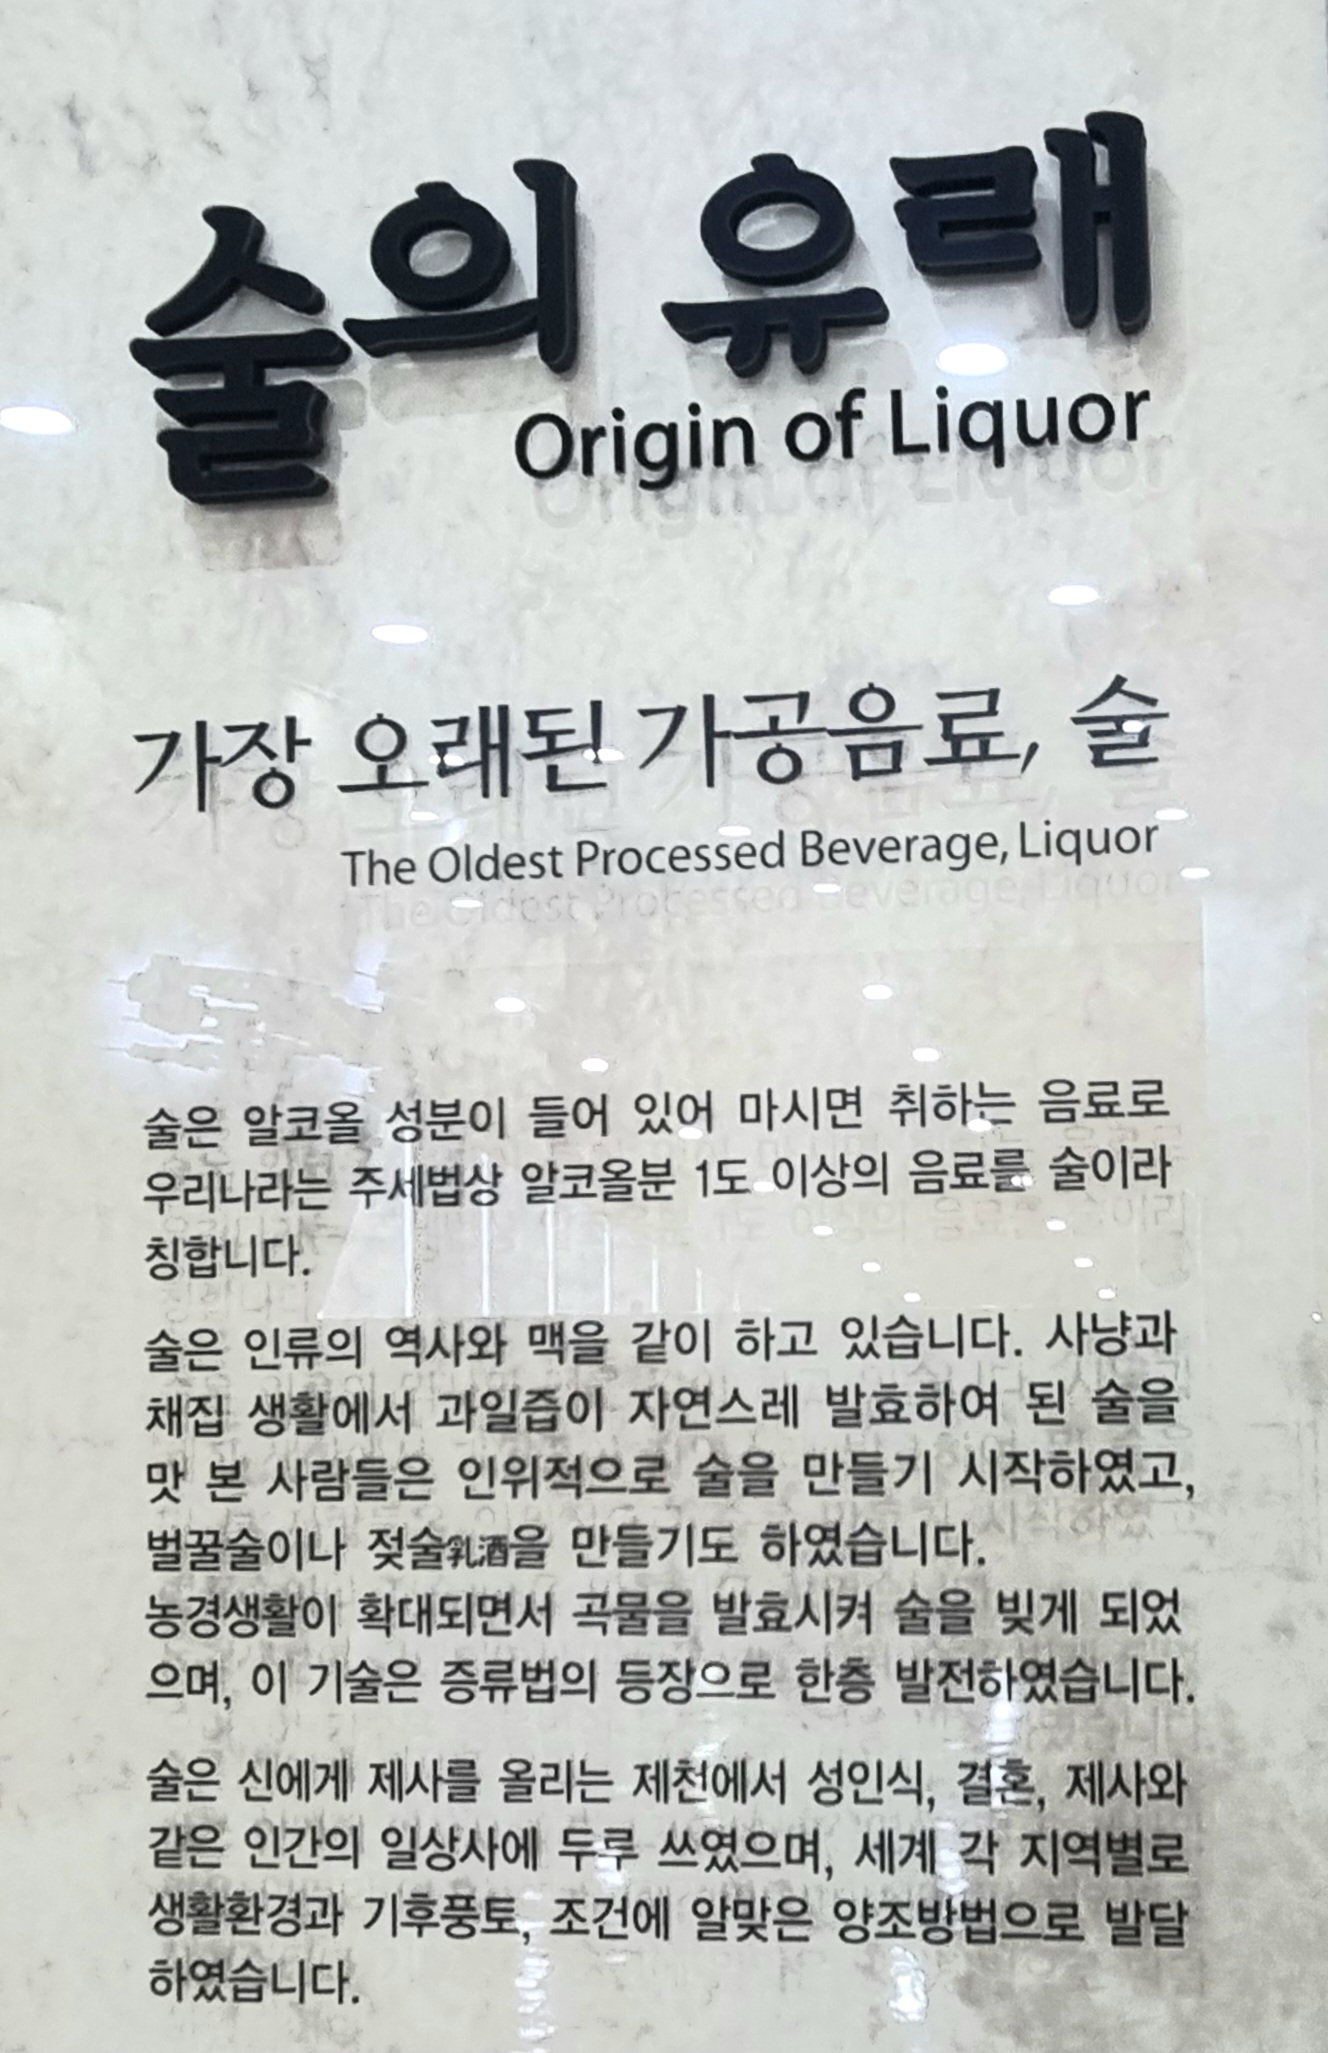 술의 유래
Origin of Liquor
가장 오래된 가공음료, 술
The Oldest Processed Beverage, Liquor
술은 알코올 성분이 들어 있어 마시면 취하는 음료로
우리나라는 주세법상 알코올분 1도 이상의 음료를 술이라
칭합니다.
술은 인류의 역사와 맥을 같이 하고 있습니다. 사냥과
채집 생활에서 과일즙이 자연스레 발효하여 된 술을
맛 본 사람들은 인위적으로 술을 만들기 시작하였고,
벌꿀술이나 젖술乳酒을 만들기도 하였습니다.
농경생활이 확대되면서 곡물을 발효시켜 술을 빚게 되었
으며, 이 기술은 증류법의 등장으로 한층 발전하였습니다.
술은 신에게 제사를 올리는 제천에서 성인식, 결혼, 제사와
같은 인간의 일상사에 두루 쓰였으며, 세계 각 지역별로
생활환경과 기후풍토, 조건에 알맞은 양조방법으로 발달
하였습니다.